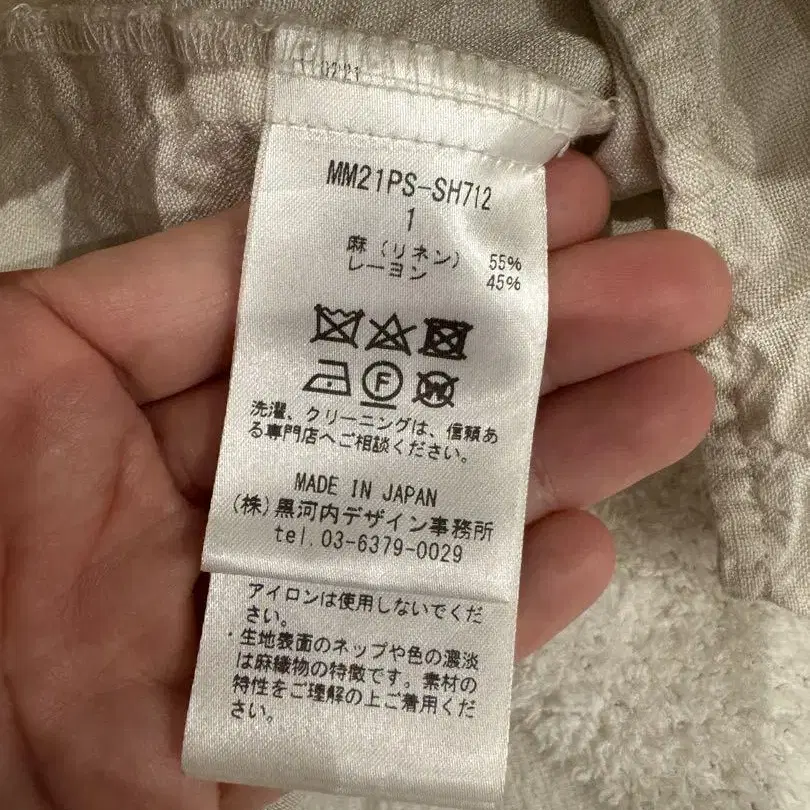 MM21PS-SH712
1
麻（リネン） 55%
レーヨン 45%
F
W
洗濯、クリーニングは、信頼あ
る専門店へご相談ください。
MADE IN JAPAN
(株)黒河内デザイン事務所
tel.03-6379-0029
アイロンは使用しないでくだ
さい。
・生地表面のネップや色の濃淡
は麻織物の特徴です。素材の
特性をご理解の上ご着用くだ
さい。